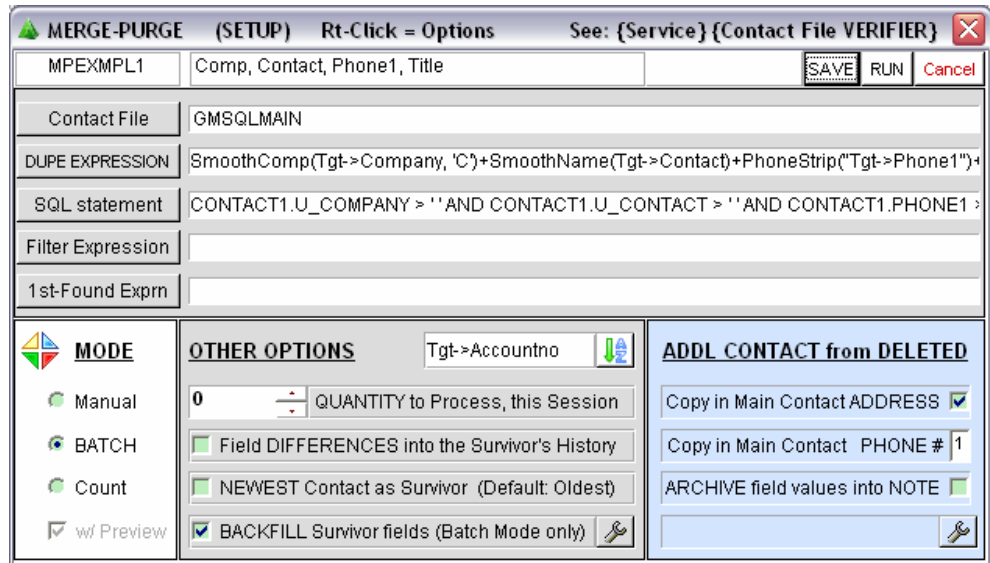 MERGE-PURGE (SETUP) Rt-Click = Options See: {Service} {Contact File VERIFIER}
MPEXMPL1 Comp, Contact, Phone1, Title SAVE RUN Cancel
Contact File GMSQLMAIN
DUPE EXPRESSION SmoothComp(Tgt->Company, 'C')+SmoothName(Tgt->Contact)+PhoneStrip("Tgt->Phone1")+
SQL statement CONTACT1.U_COMPANY > ' 'AND CONTACT1.U_CONTACT > ' 'AND CONTACT1.PHONE1 >
Filter Expression
1st-Found Exprn
MODE
Manual
BATCH
Count
w/ Preview
OTHER OPTIONS Tgt->Accountno
0 QUANTITY to Process, this Session
Field DIFFERENCES into the Survivor's History
NEWEST Contact as Survivor (Default: Oldest)
BACKFILL Survivor fields (Batch Mode only)
ADDL CONTACT from DELETED
Copy in Main Contact ADDRESS
Copy in Main Contact PHONE # 1
ARCHIVE field values into NOTE